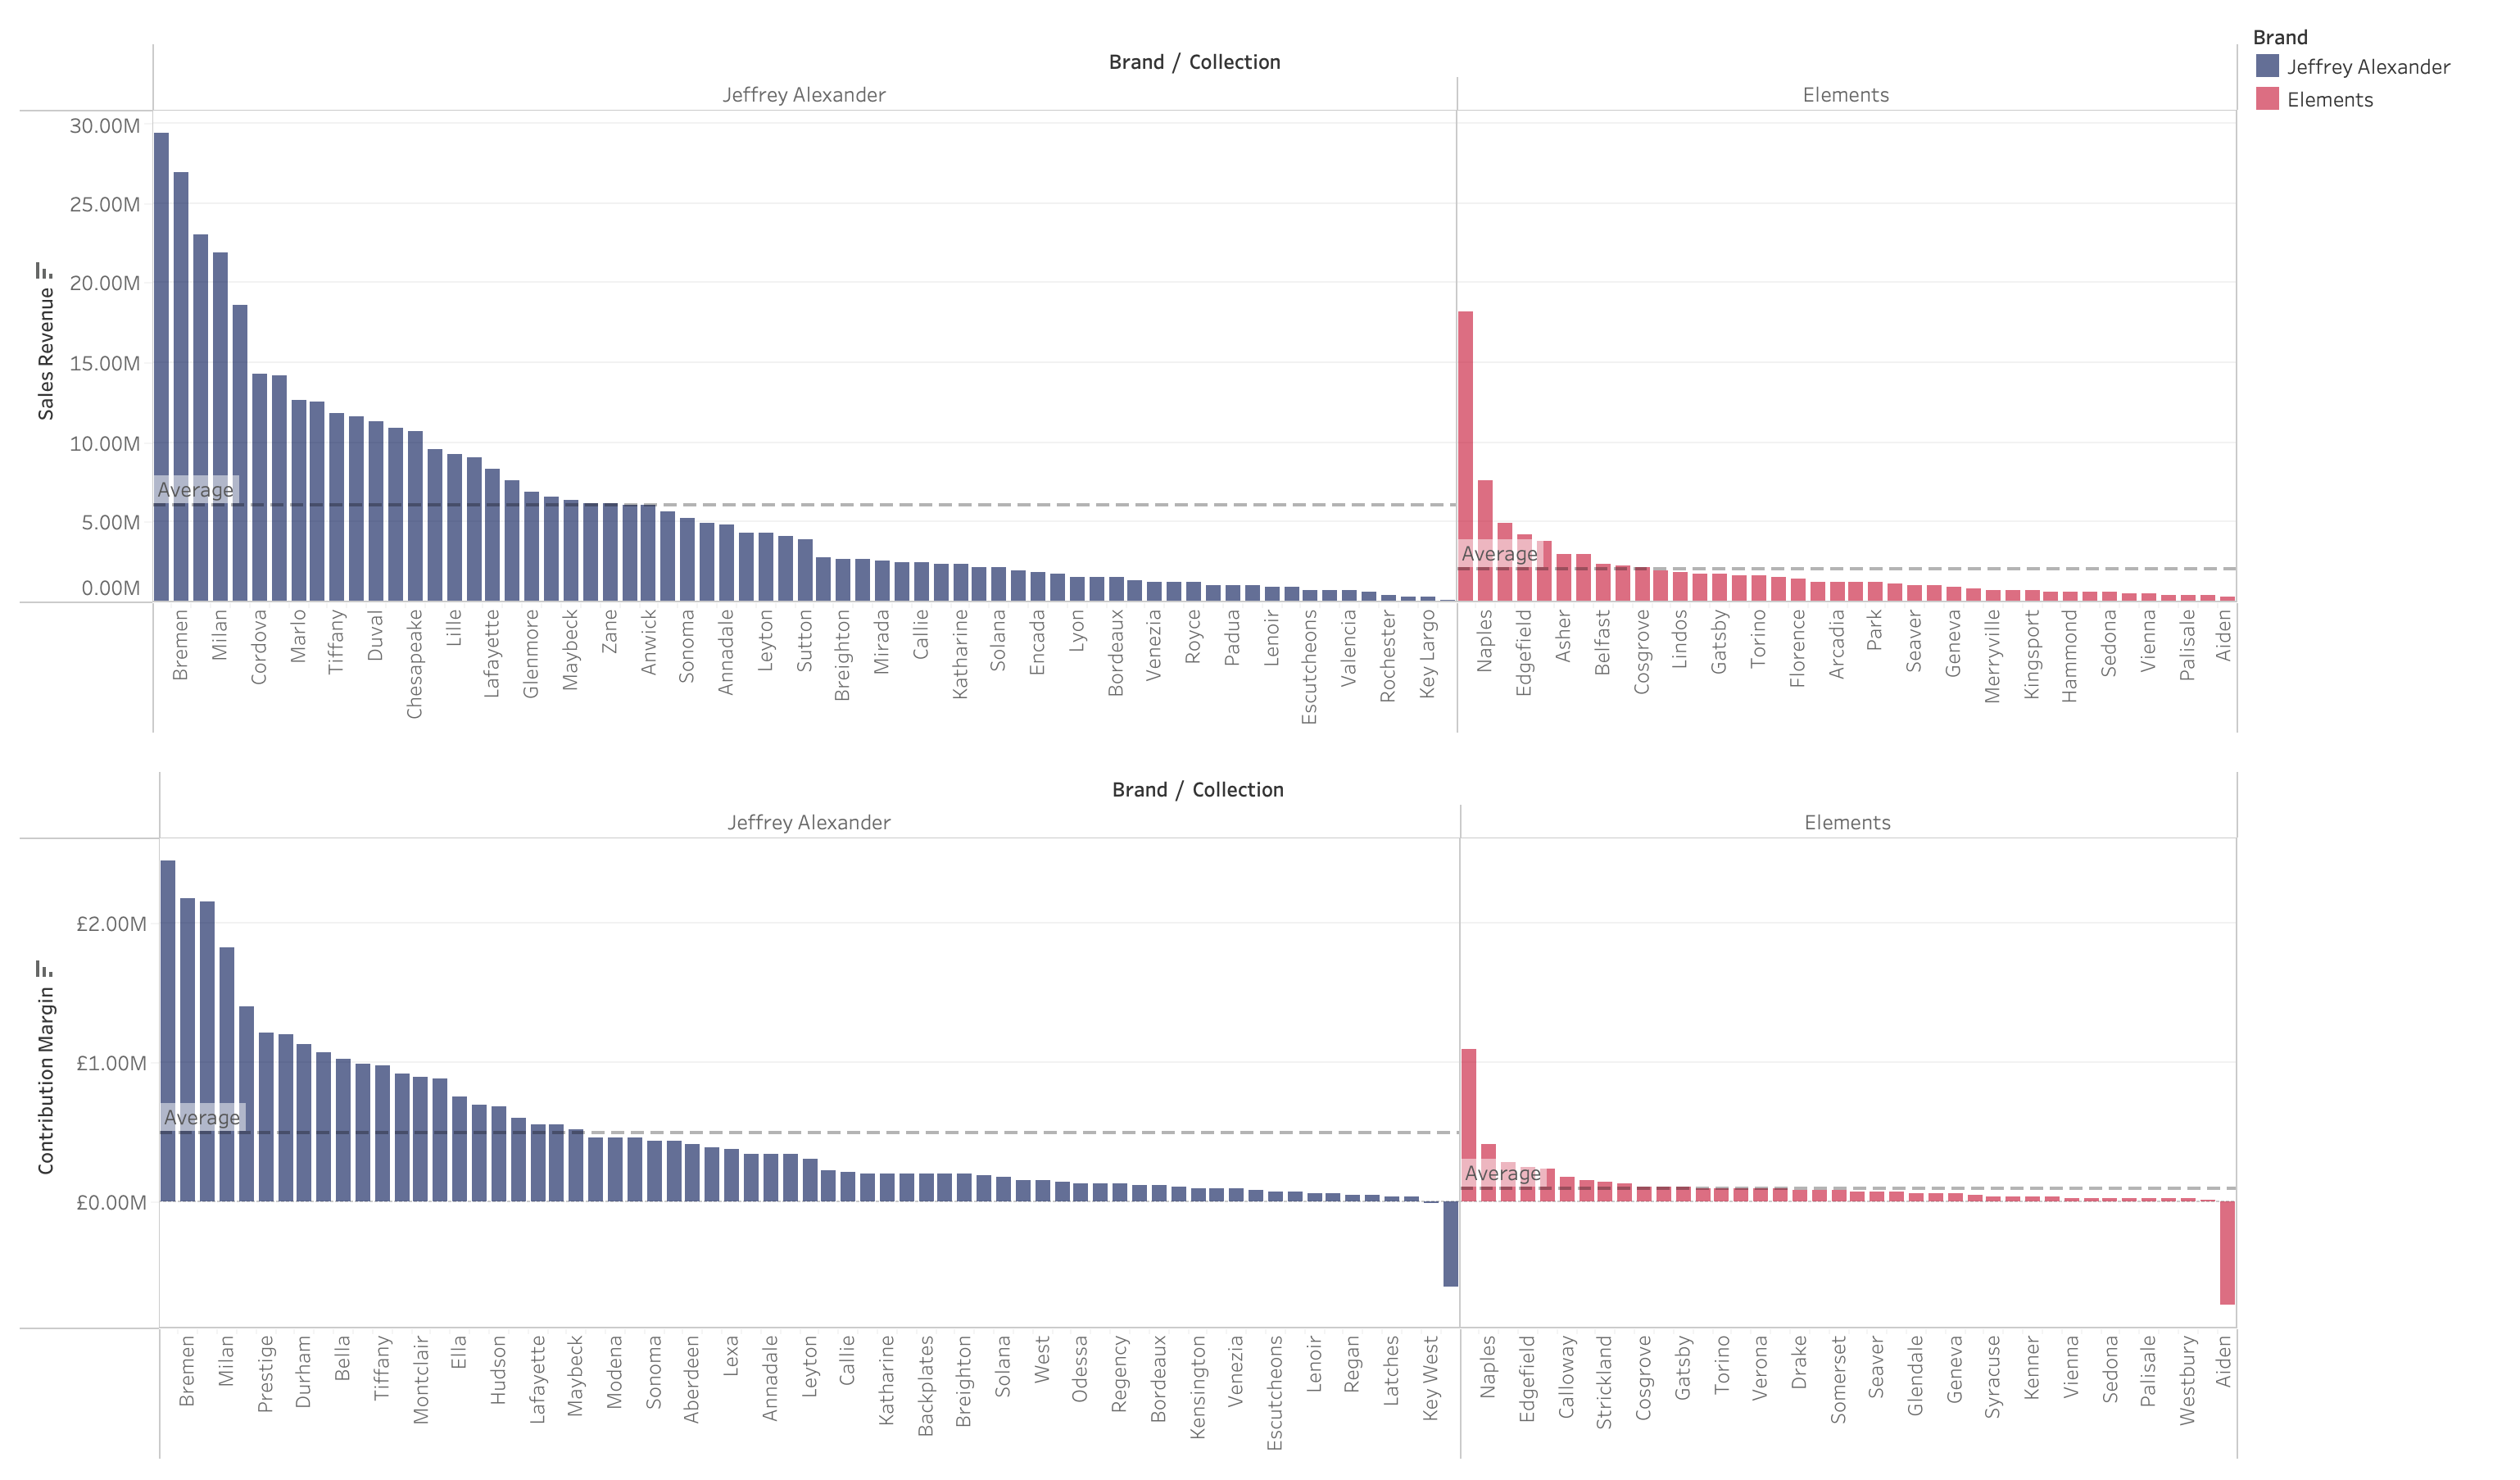 Brand / Collection
Jeffrey Alexander
Elements
Brand
Jeffrey Alexander
Elements
Sales Revenue
30.00M
25.00M
20.00M
15.00M
10.00M
5.00M
0.00M
Average
Average
Bremen
Milan
Cordova
Marlo
Tiffany
Duval
Chesapeake
Lille
Lafayette
Glenmore
Maybeck
Zane
Anwick
Sonoma
Annadale
Leyton
Sutton
Breighton
Mirada
Callie
Katharine
Solana
Encada
Lyon
Bordeaux
Venezia
Royce
Padua
Lenoir
Escutcheons
Valencia
Rochester
Key Largo
Naples
Edgefield
Asher
Belfast
Cosgrove
Lindos
Gatsby
Torino
Florence
Arcadia
Park
Seaver
Geneva
Merryville
Kingsport
Hammond
Sedona
Vienna
Palisale
Aiden
Brand / Collection
Jeffrey Alexander
Elements
Contribution Margin
£2.00M
£1.00M
£0.00M
Average
Average
Bremen
Milan
Prestige
Durham
Bella
Tiffany
Montclair
Ella
Hudson
Lafayette
Maybeck
Modena
Sonoma
Aberdeen
Lexa
Annadale
Leyton
Callie
Katharine
Backplates
Breighton
Solana
West
Odessa
Regency
Bordeaux
Kensington
Venezia
Escutcheons
Lenoir
Regan
Latches
Key West
Naples
Edgefield
Calloway
Strickland
Cosgrove
Gatsby
Torino
Verona
Drake
Somerset
Seaver
Glendale
Geneva
Syracuse
Kenner
Vienna
Sedona
Palisale
Westbury
Aiden